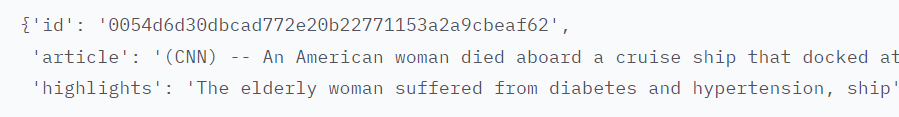 {'id': '0054d6d30dbcad772e20b22771153a2a9cbeaf62',
'article': '(CNN) -- An American woman died aboard a cruise ship that docked at
'highlights': 'The elderly woman suffered from diabetes and hypertension, ship'